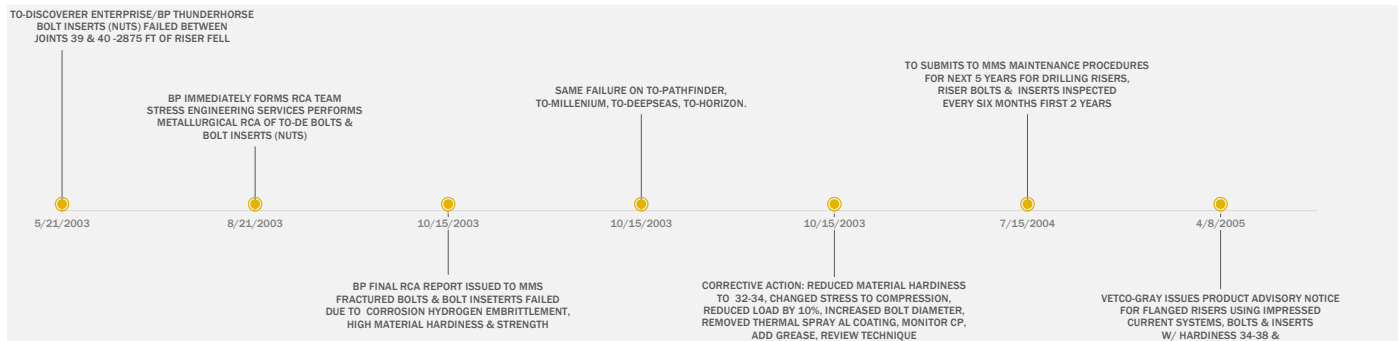 TO-DISCOVERER ENTERPRISE/BP THUNDERHORSE
BOLT INSERTS (NUTS) FAILED BETWEEN
JOINTS 39 & 40 -2875 FT OF RISER FELL
BP IMMEDIATELY FORMS RCA TEAM
STRESS ENGINEERING SERVICES PERFORMS
METALLURGICAL RCA OF TO-DE BOLTS &
BOLT INSERTS (NUTS)
SAME FAILURE ON TO-PATHFINDER,
TO-MILLENIUM, TO-DEEPSEAS, TO-HORIZON.
TO SUBMITS TO MMS MAINTENANCE PROCEDURES
FOR NEXT 5 YEARS FOR DRILLING RISERS,
RISER BOLTS & INSERTS INSPECTED
EVERY SIX MONTHS FIRST 2 YEARS
5/21/2003
8/21/2003
10/15/2003
10/15/2003
10/15/2003
7/15/2004
4/8/2005
BP FINAL RCA REPORT ISSUED TO MMS
FRACTURED BOLTS & BOLT INSETERTS FAILED
DUE TO CORROSION HYDROGEN EMBRITTLEMENT,
HIGH MATERIAL HARDNESS & STRENGTH
CORRECTIVE ACTION: REDUCED MATERIAL HARDNESS
TO 32-34, CHANGED STRESS TO COMPRESSION,
REDUCED LOAD BY 10%, INCREASED BOLT DIAMETER,
REMOVED THERMAL SPRAY AL COATING, MONITOR CP,
ADD GREASE, REVIEW TECHNIQUE
VETCO-GRAY ISSUES PRODUCT ADVISORY NOTICE
FOR FLANGED RISERS USING IMPRESSED
CURRENT SYSTEMS, BOLTS & INSERTS
W/ HARDINESS 34-38 &